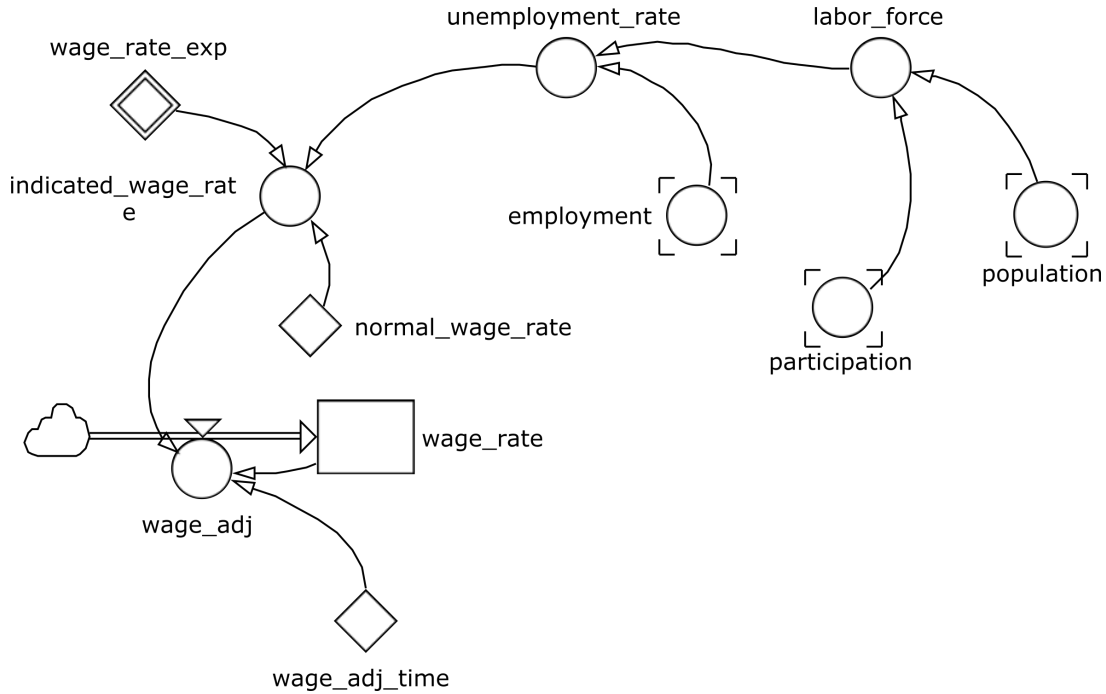 unemployment_rate
labor_force
wage_rate_exp
indicated_wage_rat
e
employment
population
normal_wage_rate
participation
wage_rate
wage_adj
wage_adj_time